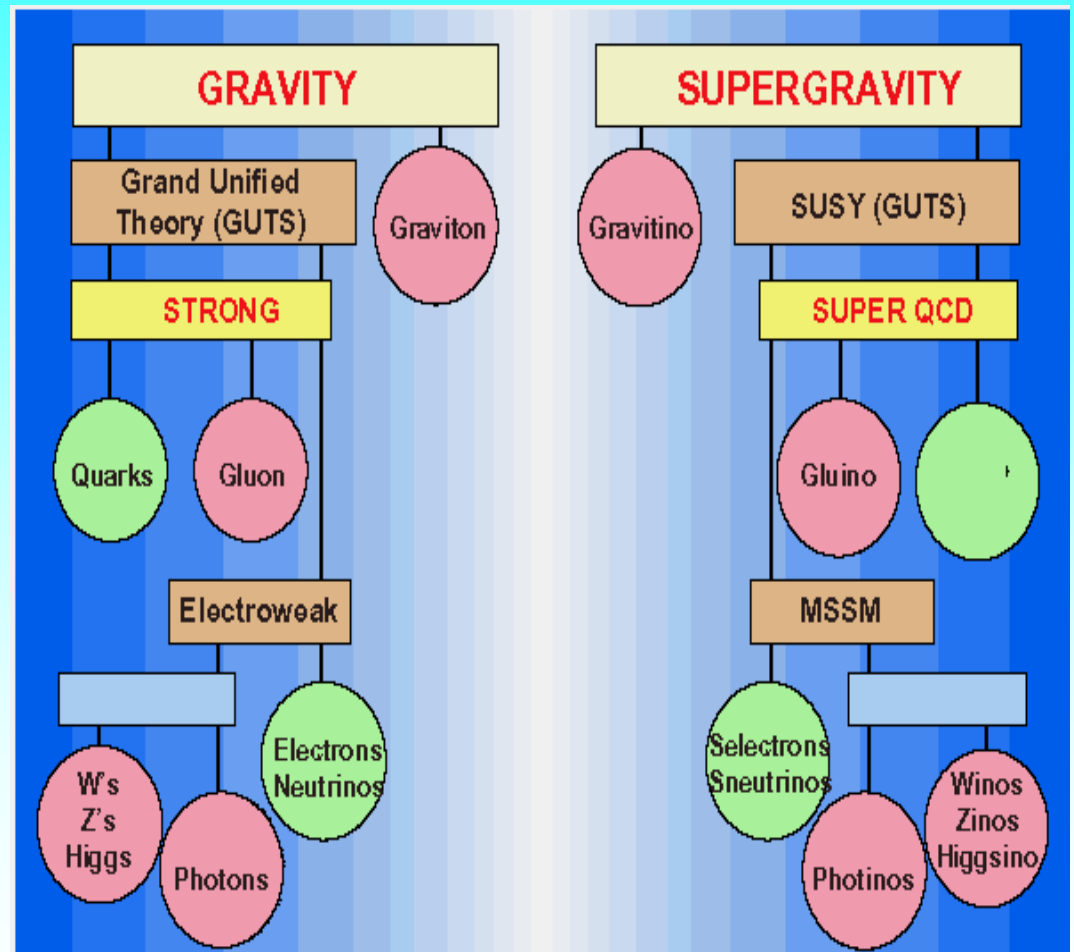 GRAVITY
SUPERGRAVITY
Grand Unified
Theory (GUTS)
Graviton
Gravitino
SUSY (GUTS)
STRONG
SUPER QCD
Quarks
Gluon
Gluino
Electroweak
MSSM
Electrons
Neutrinos
Selectrons
Sneutrinos
W's
Z's
Higgs
Photons
Photinos
Winos
Zinos
Higgsino